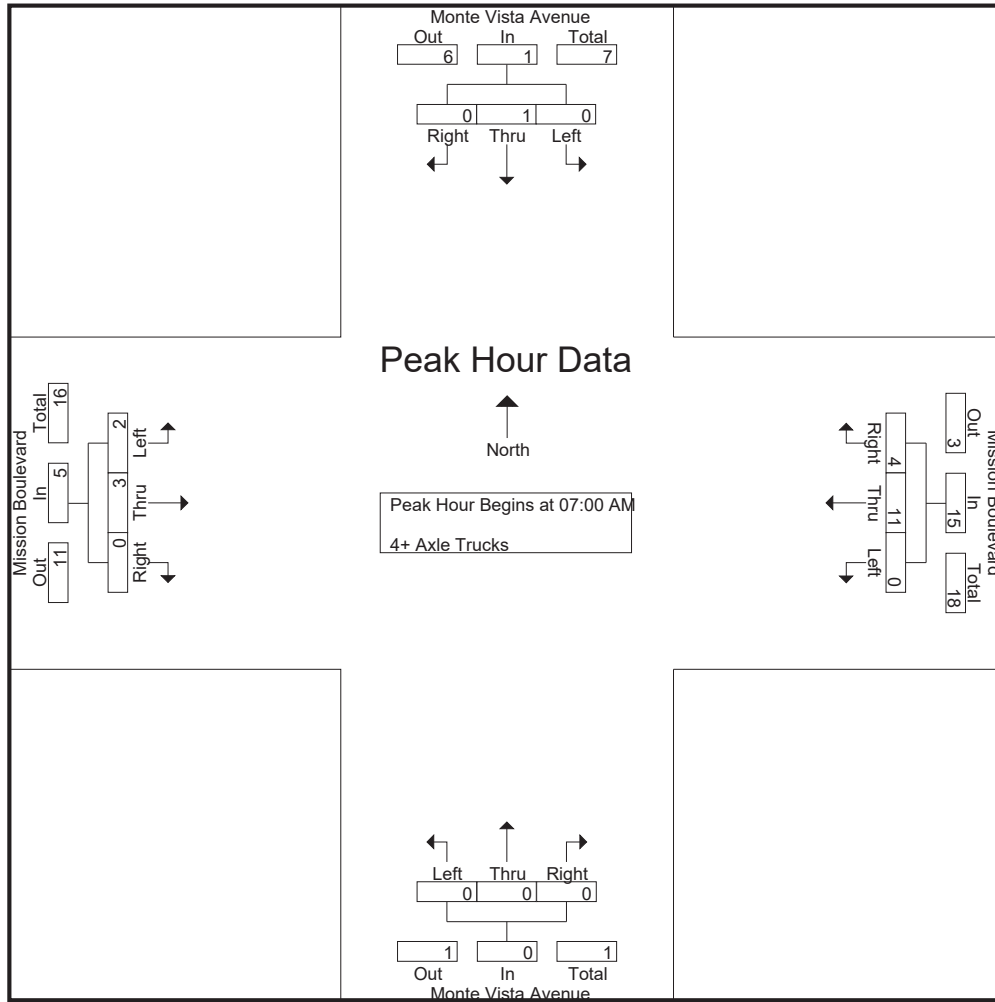 Monte Vista Avenue
Out In Total
6 1 7
0 1 0
Right Thru Left
Peak Hour Data
North
Peak Hour Begins at 07:00 AM
4+ Axle Trucks
Mission Boulevard
Total In Out
16 5 11
2 3 0
Left Thru Right
Mission Boulevard
Out In Total
3 15 18
4 11 0
Right Thru Left
Left Thru Right
0 0 0
1 0 1
Out In Total
Monte Vista Avenue